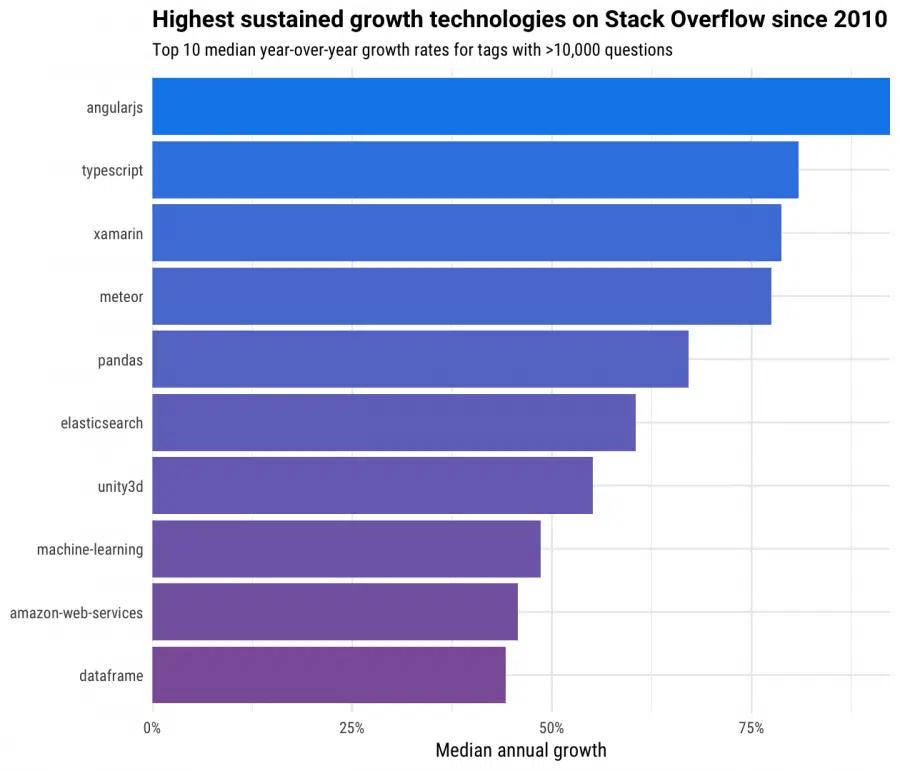 Highest sustained growth technologies on Stack Overflow since 2010
Top 10 median year-over-year growth rates for tags with >10,000 questions
angularjs
typescript
xamarin
meteor
pandas
elasticsearch
unity3d
machine-learning
amazon-web-services
dataframe
0% 25% 50% 75%
Median annual growth